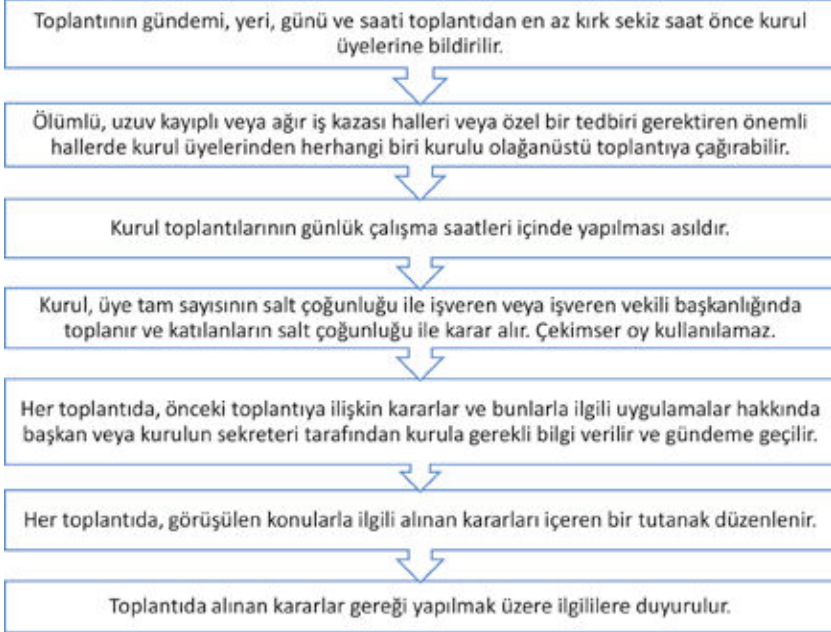 Toplantının gündemi, yeri, günü ve saati toplantıdan en az kırk sekiz saat önce kurul
üyelerine bildirilir.
Ölümlü, uzuv kayıplı veya ağır iş kazası halleri veya özel bir tedbiri gerektiren önemli
hallerde kurul üyelerinden herhangi biri kurulu olağanüstü toplantıya çağırabilir.
Kurul toplantılarının günlük çalışma saatleri içinde yapılması asıldır.
Kurul, üye tam sayısının salt çoğunluğu ile işveren veya işveren vekili başkanlığında
toplanır ve katılanların salt çoğunluğu ile karar alır. Çekimser oy kullanılamaz.
Her toplantıda, önceki toplantıya ilişkin kararlar ve bunlarla ilgili uygulamalar hakkında
başkan veya kurulun sekreteri tarafından kurula gerekli bilgi verilir ve gündeme geçilir.
Her toplantıda, görüşülen konularla ilgili alınan kararları içeren bir tutanak düzenlenir.
Toplantıda alınan kararlar gereği yapılmak üzere ilgililere duyurulur.